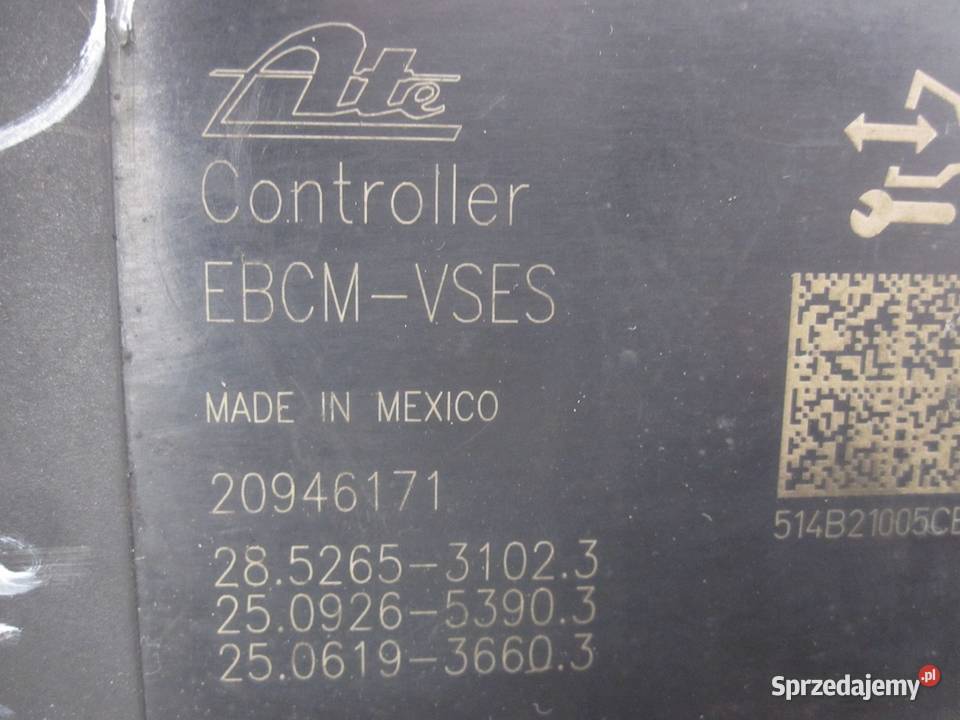 Ate
Controller
EBCM-VSES
MADE IN MEXICO
20946171
28.5265-3102.3
25.0926-5390.3
25.0619-3660.3
514B21005CE
Sprzedajemy.pl